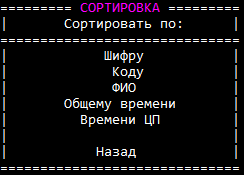 ========= СОРТИРОВКА =========
| Сортировать по: |
==============================
| Шифру |
| Коду |
| ФИО |
| Общему времени |
| Времени ЦП |
| |
| Назад |
==============================